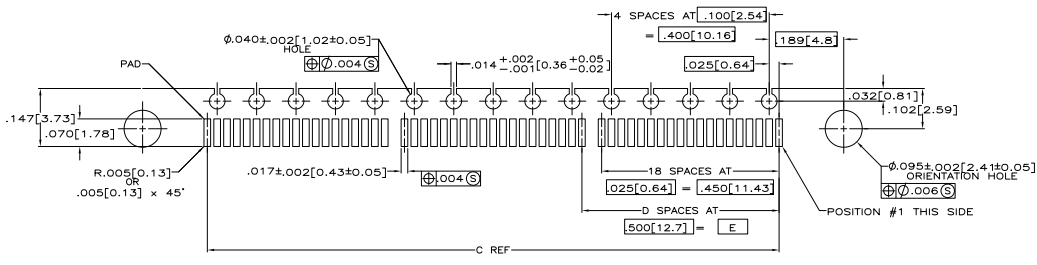 4 SPACES AT .100[2.54]
= .400[10.16]
.189[4.8]
Ø.040±.002[1.02±0.05]
HOLE
⌖ Ø.004 Ⓢ
.014 +.002 -.001 [0.36 +0.05 -0.02]
.025[0.64]
PAD
.032[0.81]
.102[2.59]
.147[3.73]
.070[1.78]
R.005[0.13]
OR
.005[0.13] × 45°
.017±.002[0.43±0.05]
⌖ .004 Ⓢ
18 SPACES AT
.025[0.64] = .450[11.43]
Ø.095±.002[2.41±0.05]
ORIENTATION HOLE
⌖ Ø.006 Ⓢ
D SPACES AT
.500[12.7] = E
POSITION #1 THIS SIDE
C REF